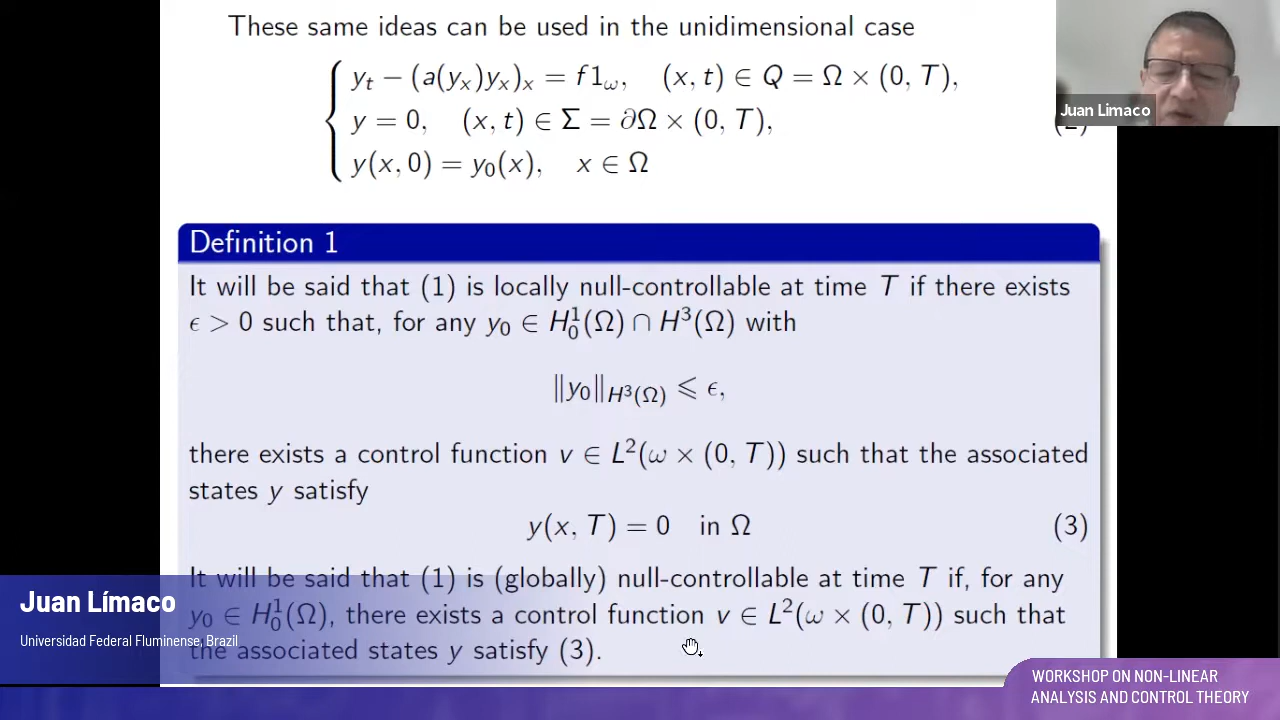 These same ideas can be used in the unidimensional case
y_t − (a(y_x)y_x)_x = f1_ω, (x, t) ∈ Q = Ω × (0, T),
y = 0, (x, t) ∈ Σ = ∂Ω × (0, T),
y(x, 0) = y_0(x), x ∈ Ω
Juan Limaco
Definition 1
It will be said that (1) is locally null-controllable at time T if there exists
ϵ > 0 such that, for any y_0 ∈ H^1_0(Ω) ∩ H^3(Ω) with
‖y_0‖_{H^3(Ω)} ⩽ ϵ,
there exists a control function v ∈ L^2(ω × (0, T)) such that the associated
states y satisfy
y(x, T) = 0 in Ω (3)
It will be said that (1) is (globally) null-controllable at time T if, for any
y_0 ∈ H^1_0(Ω), there exists a control function v ∈ L^2(ω × (0, T)) such that
the associated states y satisfy (3).
Juan Límaco
Universidad Federal Fluminense, Brazil
WORKSHOP ON NON-LINEAR
ANALYSIS AND CONTROL THEORY